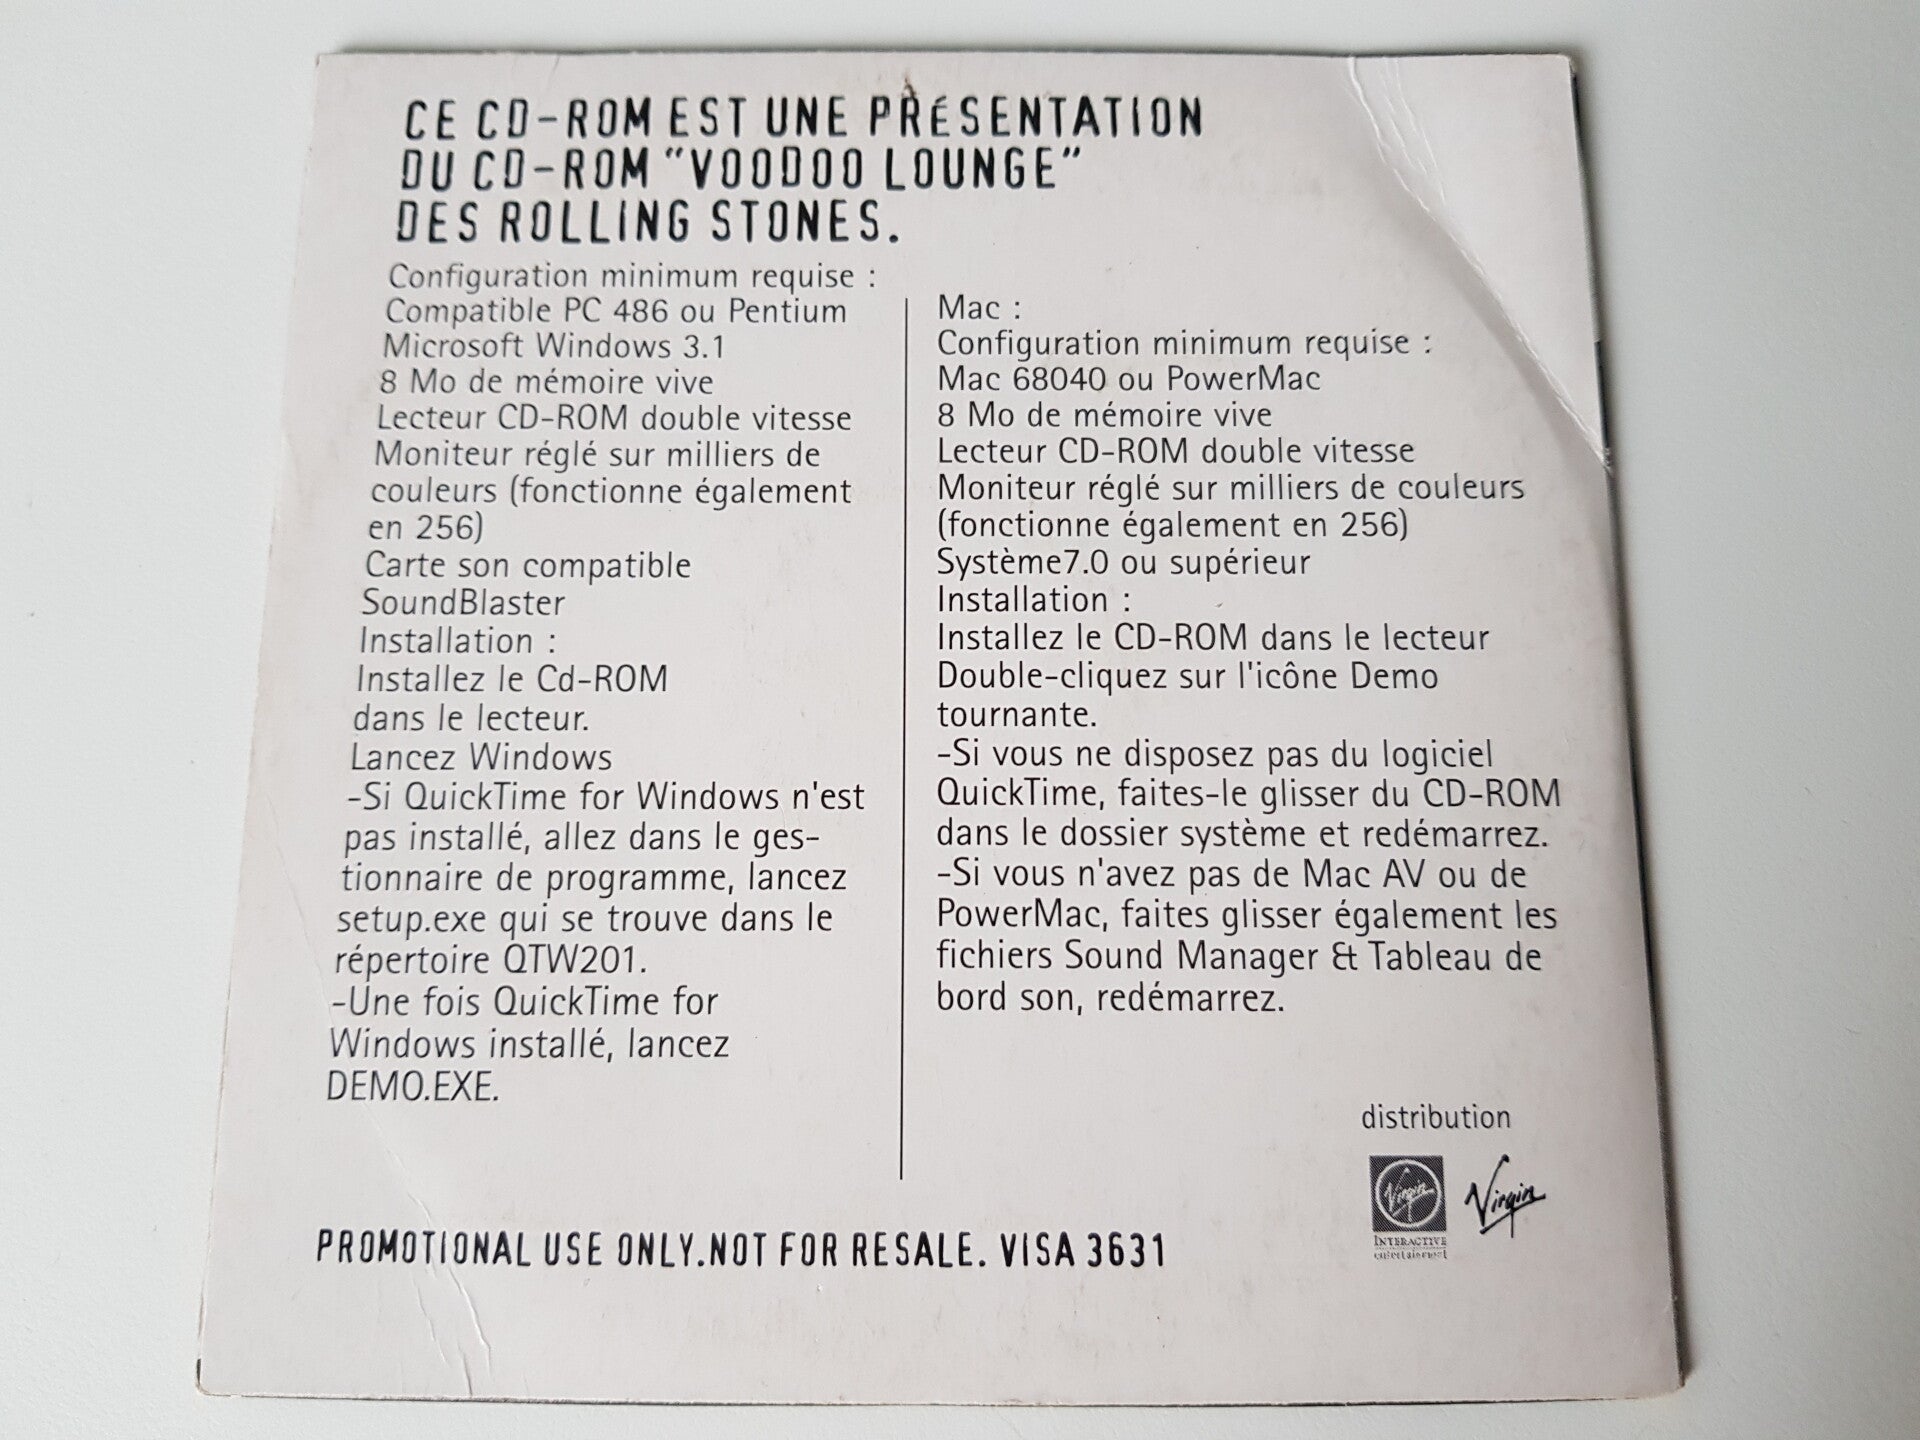 CE CD-ROM EST UNE PRÉSENTATION
DU CD-ROM "VOODOO LOUNGE"
DES ROLLING STONES.
Configuration minimum requise :
Compatible PC 486 ou Pentium
Microsoft Windows 3.1
8 Mo de mémoire vive
Lecteur CD-ROM double vitesse
Moniteur réglé sur milliers de
couleurs (fonctionne également
en 256)
Carte son compatible
SoundBlaster
Installation :
Installez le Cd-ROM
dans le lecteur.
Lancez Windows
-Si QuickTime for Windows n'est
pas installé, allez dans le ges-
tionnaire de programme, lancez
setup.exe qui se trouve dans le
répertoire QTW201.
-Une fois QuickTime for
Windows installé, lancez
DEMO.EXE.
Mac :
Configuration minimum requise :
Mac 68040 ou PowerMac
8 Mo de mémoire vive
Lecteur CD-ROM double vitesse
Moniteur réglé sur milliers de couleurs
(fonctionne également en 256)
Système7.0 ou supérieur
Installation :
Installez le CD-ROM dans le lecteur
Double-cliquez sur l'icône Demo
tournante.
-Si vous ne disposez pas du logiciel
QuickTime, faites-le glisser du CD-ROM
dans le dossier système et redémarrez.
-Si vous n'avez pas de Mac AV ou de
PowerMac, faites glisser également les
fichiers Sound Manager & Tableau de
bord son, redémarrez.
distribution
Virgin
INTERACTIVE
entertainment
Virgin
PROMOTIONAL USE ONLY.NOT FOR RESALE. VISA 3631